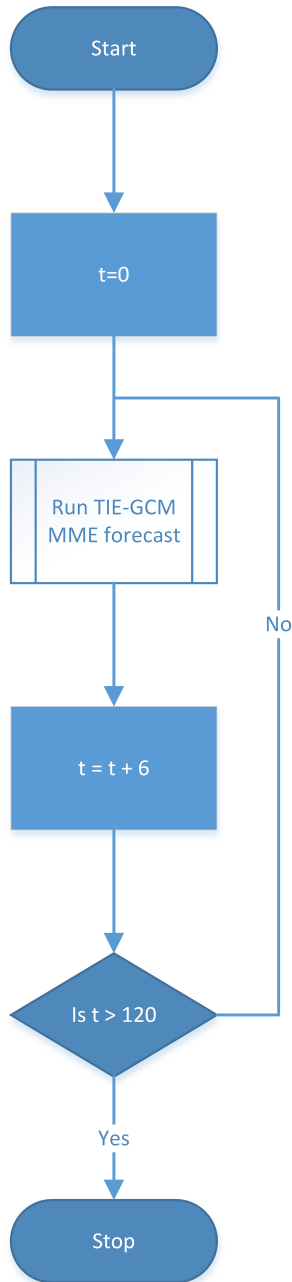 Start
t=0
Run TIE-GCM
MME forecast
No
t = t + 6
Is t > 120
Yes
Stop